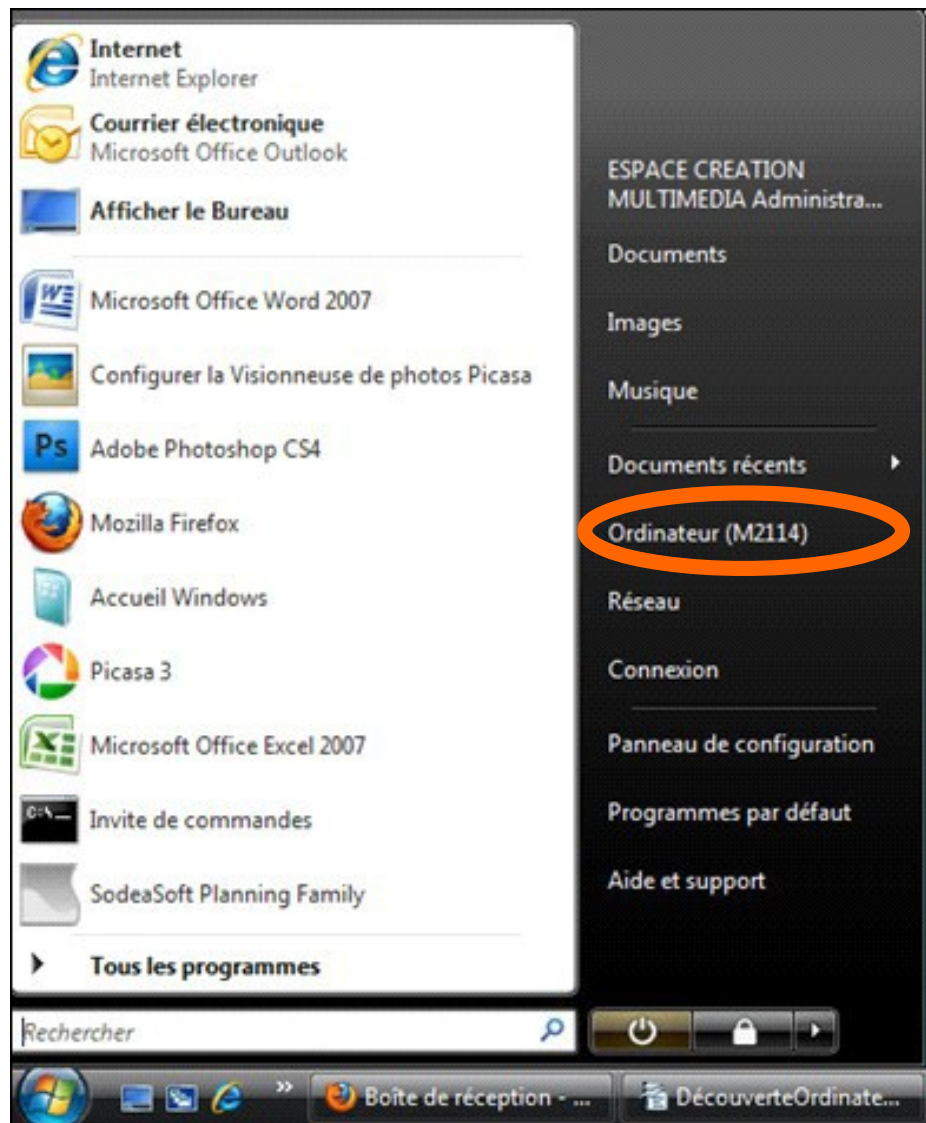 Internet
Internet Explorer
Courrier électronique
Microsoft Office Outlook
Afficher le Bureau
Microsoft Office Word 2007
Configurer la Visionneuse de photos Picasa
Ps
Adobe Photoshop CS4
Mozilla Firefox
Accueil Windows
Picasa 3
Microsoft Office Excel 2007
Invite de commandes
SodeaSoft Planning Family
Tous les programmes
Rechercher
ESPACE CREATION
MULTIMEDIA Administra...
Documents
Images
Musique
Documents récents
Ordinateur (M2114)
Réseau
Connexion
Panneau de configuration
Programmes par défaut
Aide et support
Boîte de réception - ...
DécouverteOrdinate...